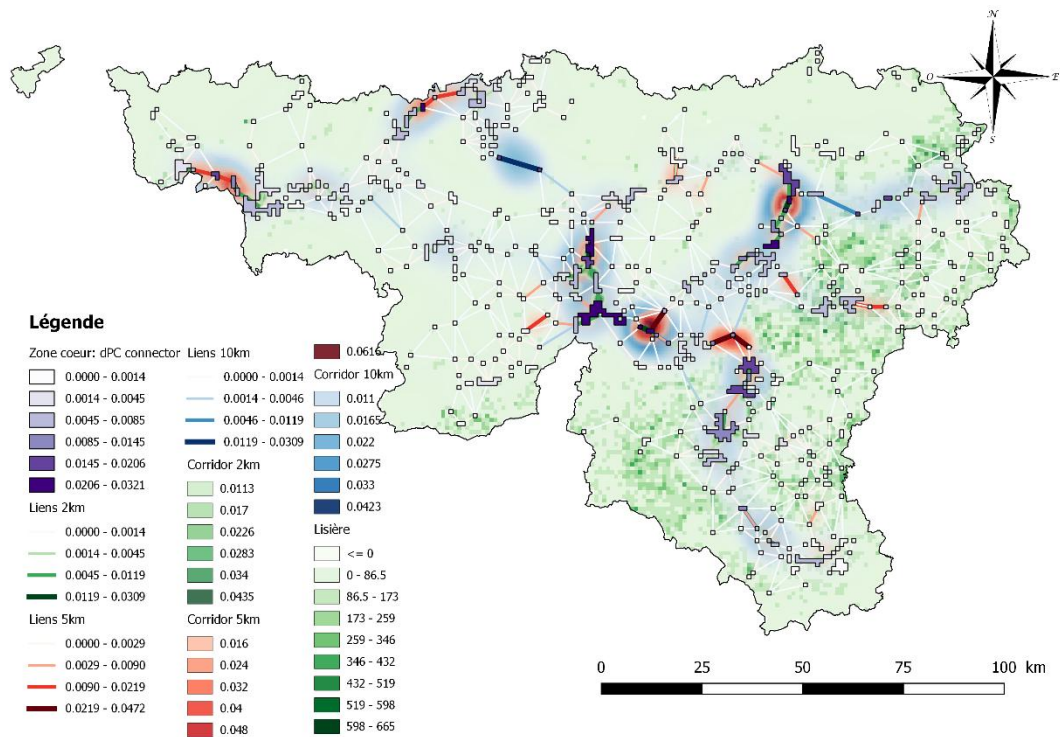 N
O
E
S
Légende
Zone coeur: dPC connector
0.0000 - 0.0014
0.0014 - 0.0045
0.0045 - 0.0085
0.0085 - 0.0145
0.0145 - 0.0206
0.0206 - 0.0321
Liens 2km
0.0000 - 0.0014
0.0014 - 0.0045
0.0045 - 0.0119
0.0119 - 0.0309
Liens 5km
0.0000 - 0.0029
0.0029 - 0.0090
0.0090 - 0.0219
0.0219 - 0.0472
Liens 10km
0.0000 - 0.0014
0.0014 - 0.0046
0.0046 - 0.0119
0.0119 - 0.0309
Corridor 2km
0.0113
0.017
0.0226
0.0283
0.034
0.0435
Corridor 5km
0.016
0.024
0.032
0.04
0.048
0.0616
Corridor 10km
0.011
0.0165
0.022
0.0275
0.033
0.0423
Lisière
<= 0
0 - 86.5
86.5 - 173
173 - 259
259 - 346
346 - 432
432 - 519
519 - 598
598 - 665
0 25 50 75 100 km